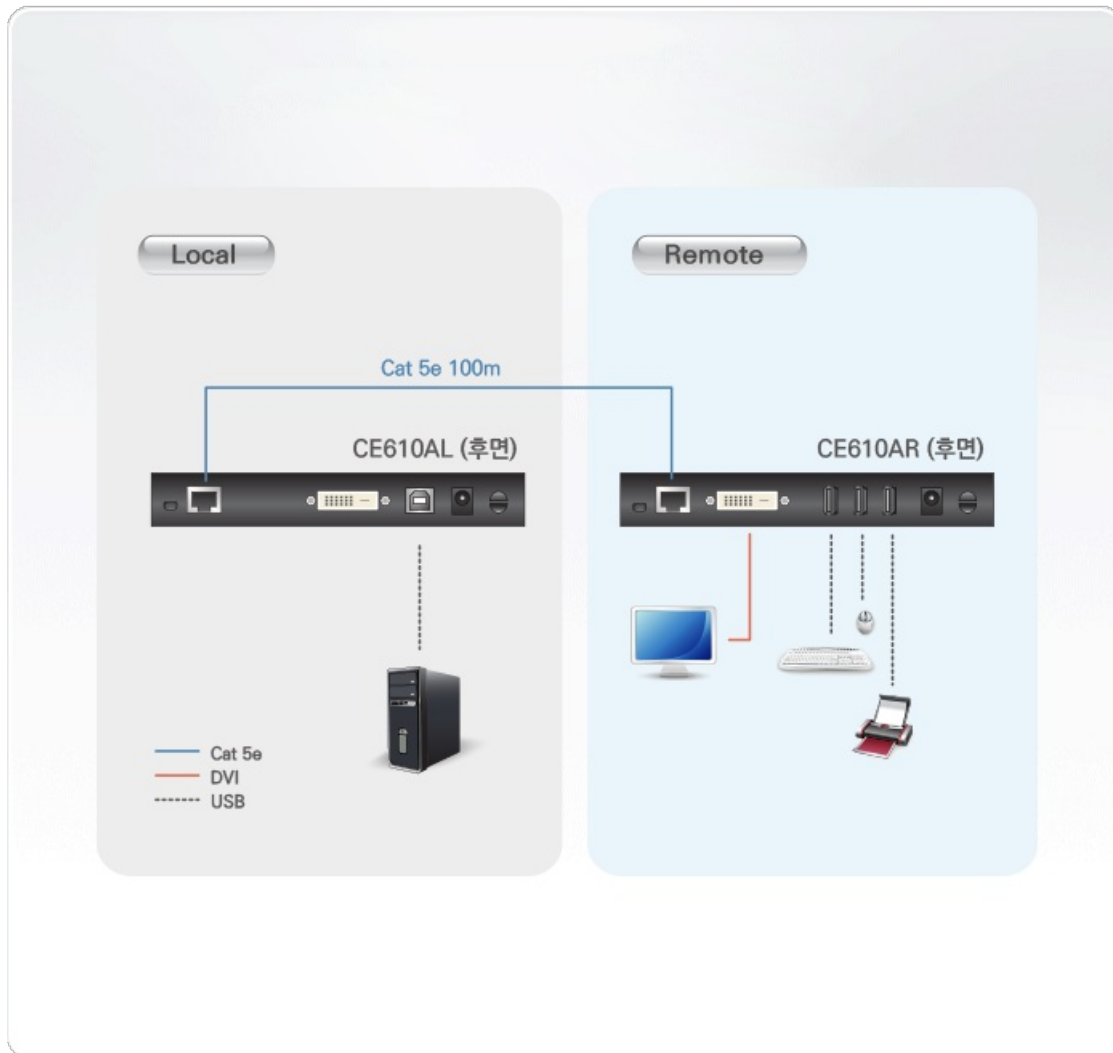 Local
Remote
Cat 5e 100m
CE610AL (후면)
CE610AR (후면)
Cat 5e
DVI
USB